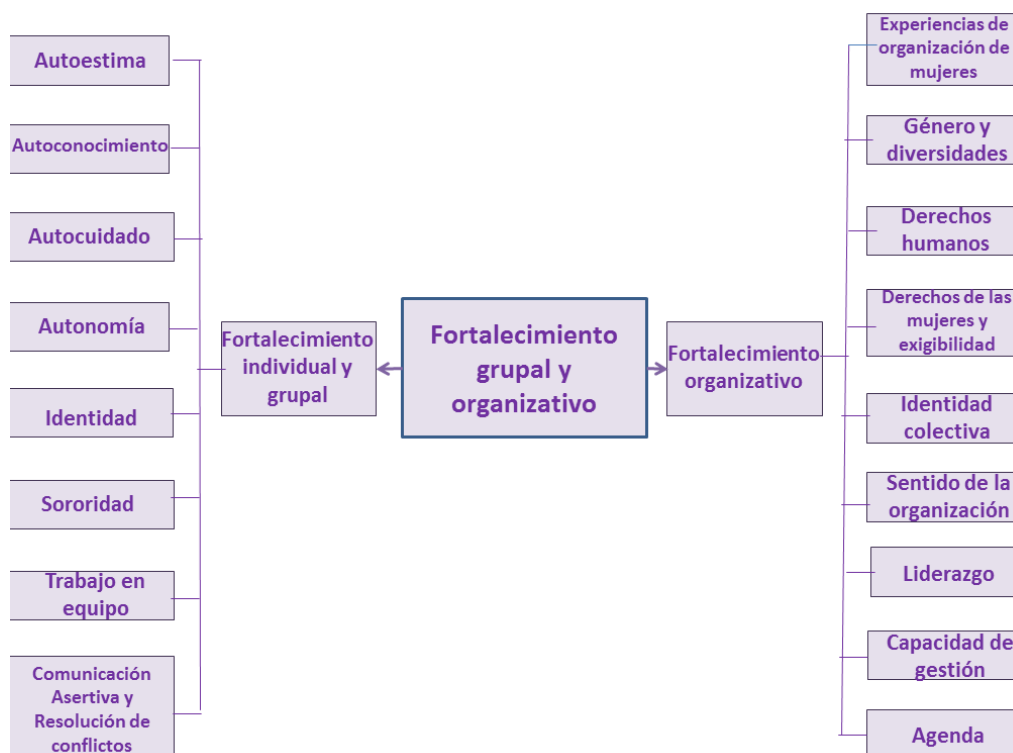 Autoestima
Autoconocimiento
Autocuidado
Autonomía
Identidad
Sororidad
Trabajo en
equipo
Comunicación
Asertiva y
Resolución de
conflictos
Fortalecimiento
individual y
grupal
Fortalecimiento
grupal y
organizativo
Fortalecimiento
organizativo
Experiencias de
organización de
mujeres
Género y
diversidades
Derechos
humanos
Derechos de las
mujeres y
exigibilidad
Identidad
colectiva
Sentido de la
organización
Liderazgo
Capacidad de
gestión
Agenda